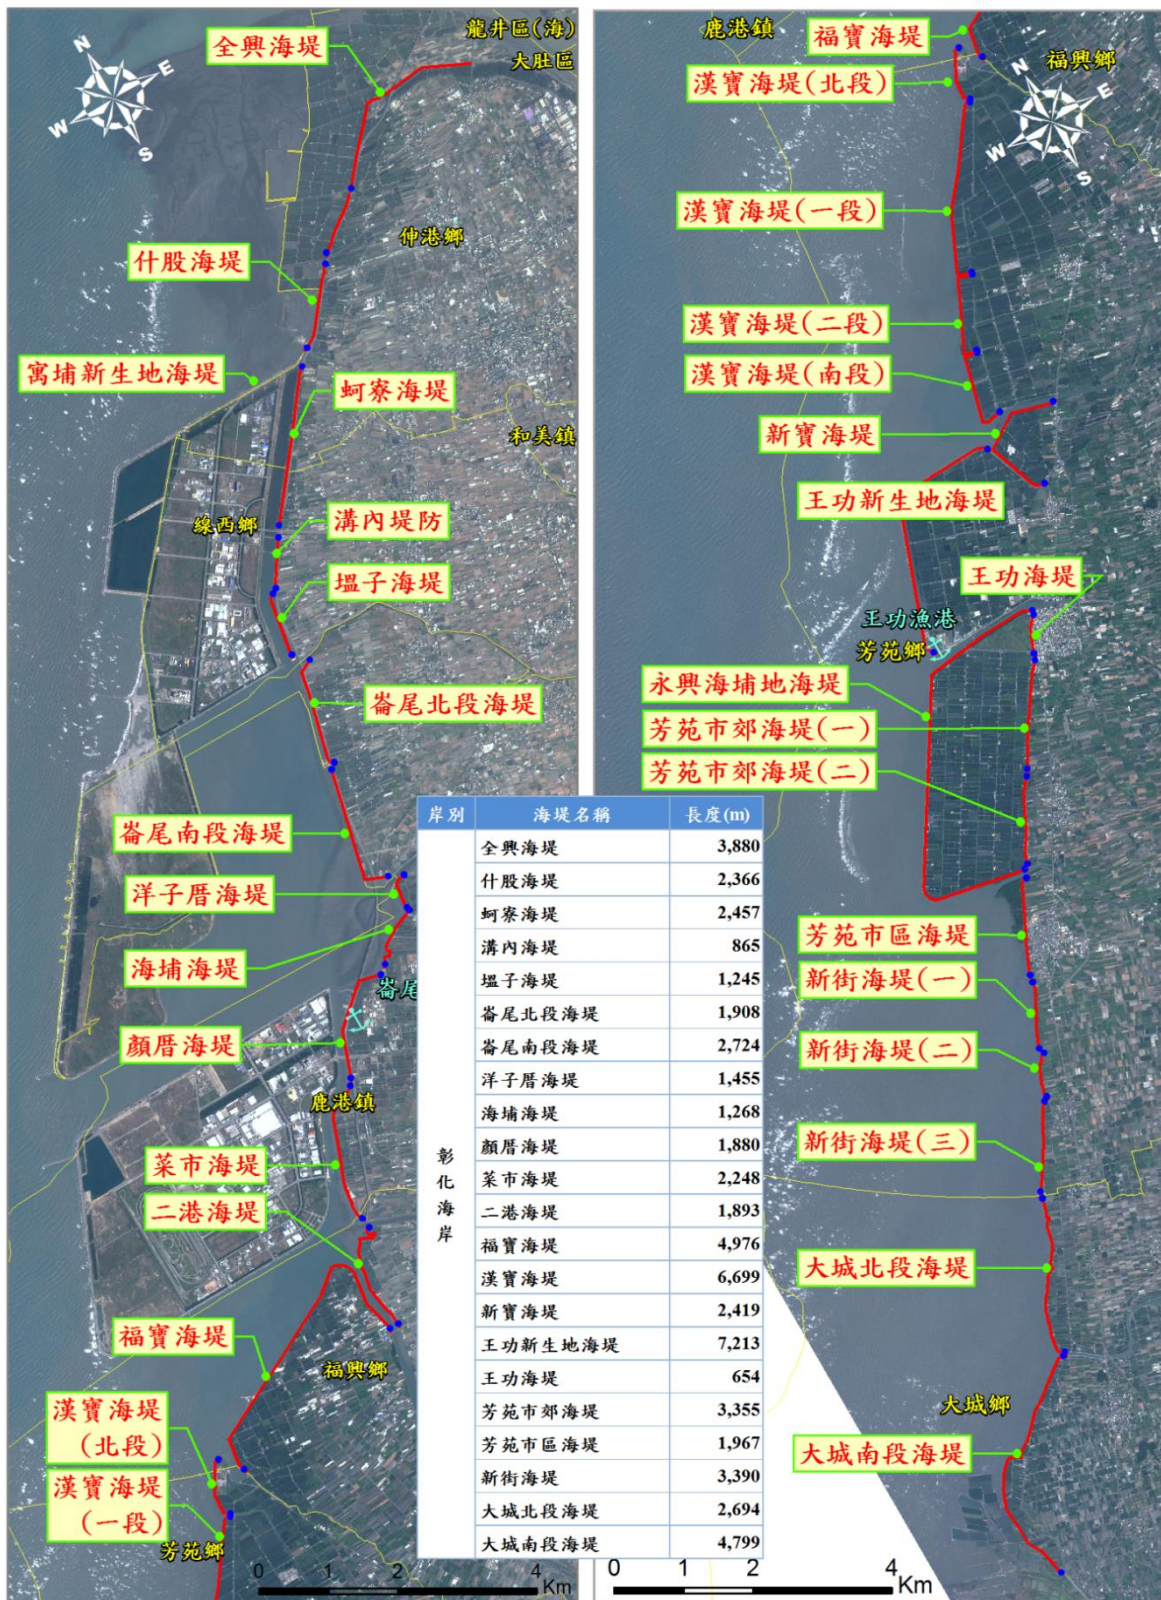 全興海堤
龍井區(海)
大肚區
N
E
W
S
伸港鄉
什股海堤
寓埔新生地海堤
蚵寮海堤
和美鎮
線西鄉
溝內堤防
塭子海堤
崙尾北段海堤
崙尾南段海堤
洋子厝海堤
海埔海堤
崙尾
顏厝海堤
鹿港鎮
菜市海堤
二港海堤
福寶海堤
福興鄉
漢寶海堤
(北段)
漢寶海堤
(一段)
芳苑鄉
0 2 4
Km
岸別 海堤名稱 長度(m)
彰化海岸
全興海堤 3,880
什股海堤 2,366
蚵寮海堤 2,457
溝內海堤 865
塭子海堤 1,245
崙尾北段海堤 1,908
崙尾南段海堤 2,724
洋子厝海堤 1,455
海埔海堤 1,268
顏厝海堤 1,880
菜市海堤 2,248
二港海堤 1,893
福寶海堤 4,976
漢寶海堤 6,699
新寶海堤 2,419
王功新生地海堤 7,213
王功海堤 654
芳苑市郊海堤 3,355
芳苑市區海堤 1,967
新街海堤 3,390
大城北段海堤 2,694
大城南段海堤 4,799
鹿港鎮
福寶海堤
福興鄉
漢寶海堤(北段)
N
E
W
S
漢寶海堤(一段)
漢寶海堤(二段)
漢寶海堤(南段)
新寶海堤
王功新生地海堤
王功海堤
王功漁港
芳苑鄉
永興海埔地海堤
芳苑市郊海堤(一)
芳苑市郊海堤(二)
芳苑市區海堤
新街海堤(一)
新街海堤(二)
新街海堤(三)
大城北段海堤
大城鄉
大城南段海堤
0 1 2 4
Km